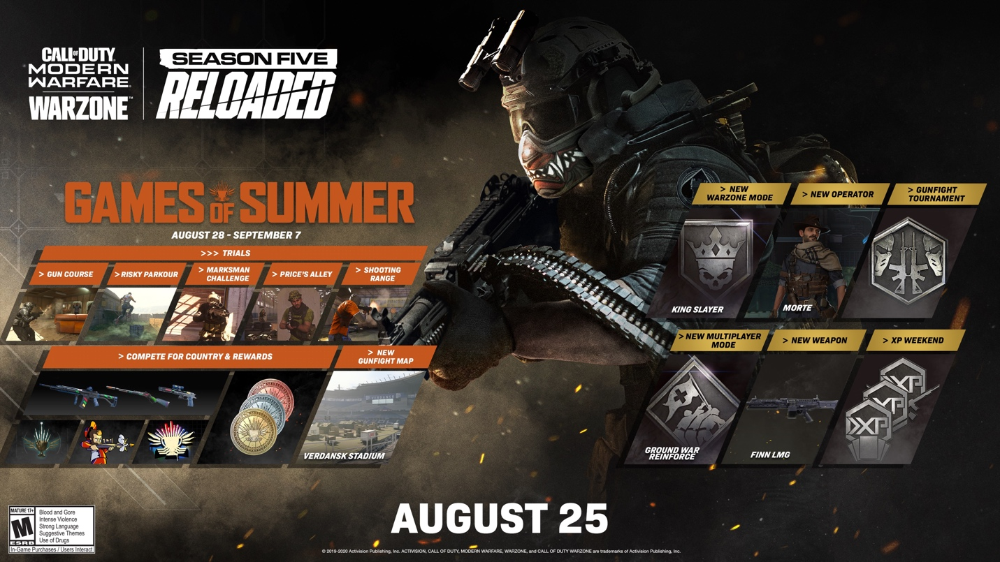 CALL OF DUTY
MODERN
WARFARE®
WARZONE™
SEASON FIVE
RELOADED
GAMES OF SUMMER
AUGUST 28 - SEPTEMBER 7
>>> TRIALS
> GUN COURSE
> RISKY PARKOUR
> MARKSMAN
CHALLENGE
> PRICE'S ALLEY
> SHOOTING
RANGE
> COMPETE FOR COUNTRY & REWARDS
> NEW
GUNFIGHT MAP
VERDANSK STADIUM
> NEW
WARZONE MODE
> NEW OPERATOR
> GUNFIGHT
TOURNAMENT
KING SLAYER
MORTE
> NEW MULTIPLAYER
MODE
> NEW WEAPON
> XP WEEKEND
GROUND WAR
REINFORCE
FINN LMG
AUGUST 25
MATURE 17+
M
ESRB
Blood and Gore
Intense Violence
Strong Language
Suggestive Themes
Use of Drugs
In-Game Purchases / Users Interact
© 2019-2020 Activision Publishing, Inc. ACTIVISION, CALL OF DUTY, MODERN WARFARE, WARZONE, and CALL OF DUTY WARZONE are trademarks of Activision Publishing, Inc.